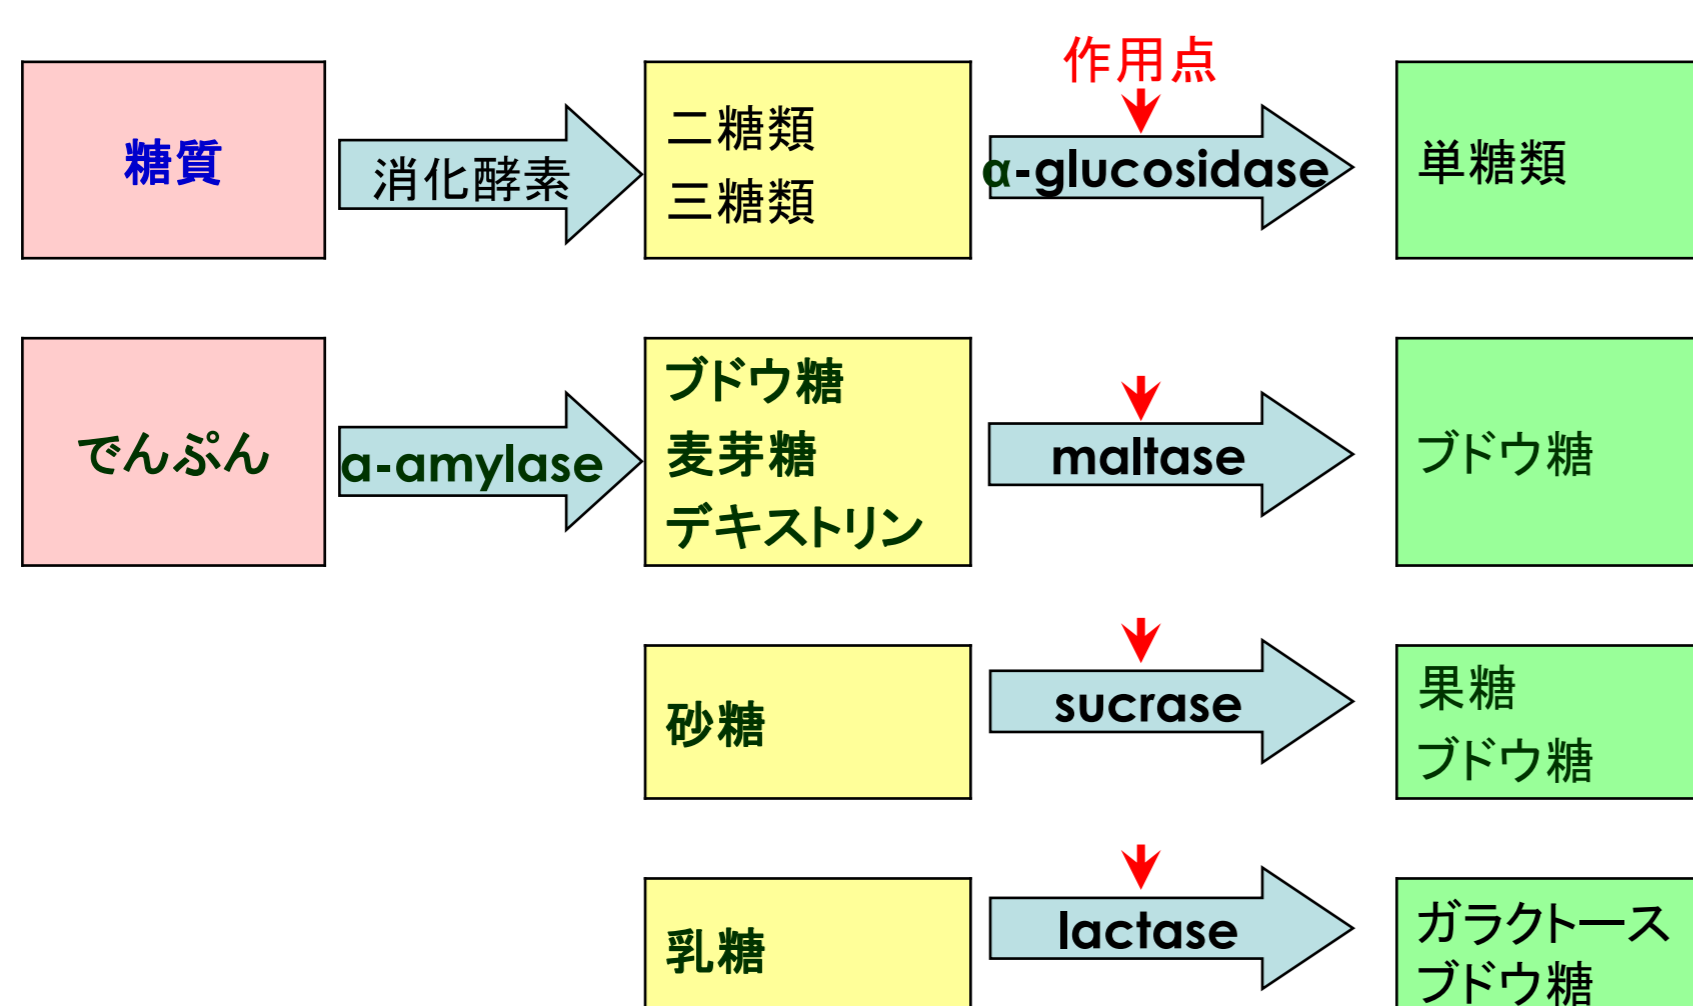 作用点
糖質
消化酵素
二糖類
三糖類
α-glucosidase
単糖類
でんぷん
α-amylase
ブドウ糖
麦芽糖
デキストリン
maltase
ブドウ糖
砂糖
sucrase
果糖
ブドウ糖
乳糖
lactase
ガラクトース
ブドウ糖